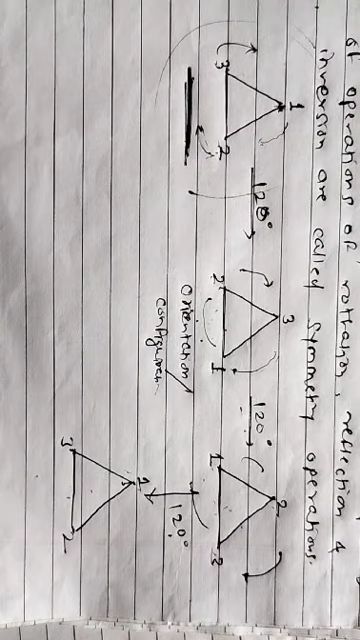 of operations of rotation, reflection &
inversion are called symmetry operations.
1
3 2
120°
3
2 1
120°
2
1 3
120°
orientation
configuration
1
3 2